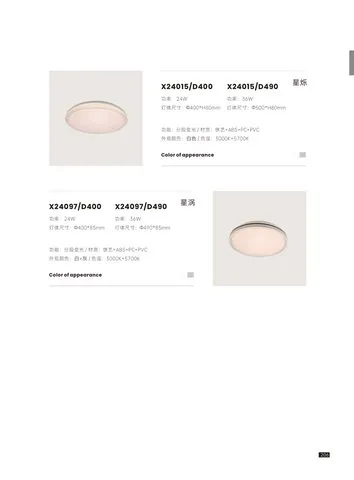 X24015/D400 X24015/D490 星烁
功率：24W 功率：36W
灯体尺寸：Φ400*H80mm 灯体尺寸：Φ500*H80mm
功能：分段变光 / 材质：铁艺+ABS+PC+PVC
外观颜色：白色 / 色温：3000K+5700K
Color of appearance
X24097/D400 X24097/D490 星涡
功率：24W 功率：36W
灯体尺寸：Φ400*85mm 灯体尺寸：Φ490*85mm
功能：分段变光 / 材质：铁艺+ABS+PC+PVC
外观颜色： / 色温：3000K+5700K
Color of appearance
206